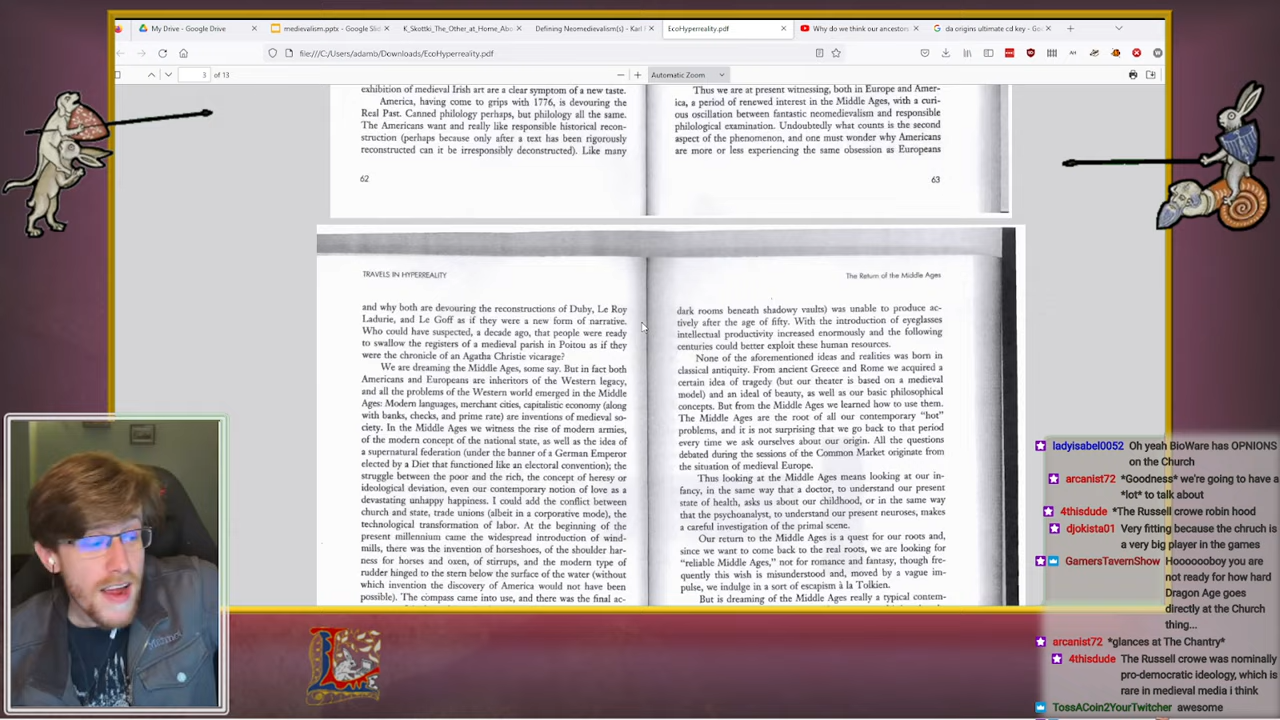 My Drive - Google Drive
medievalism.pptx - Google Slid
K_Skottki_The_Other_at_Home_Abo
Defining Neomedievalism(s) - Karl
EcoHyperreality.pdf
Why do we think our ancestors
da origins ultimate cd key - Go
file:///C:/Users/adamb/Downloads/EcoHyperreality.pdf
3 of 13
Automatic Zoom
exhibition of medieval Irish art are a clear symptom of a new taste.
America, having come to grips with 1776, is devouring the
Real Past. Canned philology perhaps, but philology all the same.
The Americans want and really like responsible historical recon-
struction (perhaps because only after a text has been rigorously
reconstructed can it be irresponsibly deconstructed). Like many
62
Thus we are at present witnessing, both in Europe and Amer-
ica, a period of renewed interest in the Middle Ages, with a curi-
ous oscillation between fantastic neomedievalism and responsible
philological examination. Undoubtedly what counts is the second
aspect of the phenomenon, and one must wonder why Americans
are more or less experiencing the same obsession as Europeans
63
TRAVELS IN HYPERREALITY
and why both are devouring the reconstructions of Duby, Le Roy
Ladurie, and Le Goff as if they were a new form of narrative.
Who could have suspected, a decade ago, that people were ready
to swallow the registers of a medieval parish in Poitou as if they
were the chronicle of an Agatha Christie vicarage?
We are dreaming the Middle Ages, some say. But in fact both
Americans and Europeans are inheritors of the Western legacy,
and all the problems of the Western world emerged in the Middle
Ages: Modern languages, merchant cities, capitalistic economy (along
with banks, checks, and prime rate) are inventions of medieval so-
ciety. In the Middle Ages we witness the rise of modern armies,
of the modern concept of the national state, as well as the idea of
a supernatural federation (under the banner of a German Emperor
elected by a Diet that functioned like an electoral convention); the
struggle between the poor and the rich, the concept of heresy or
ideological deviation, even our contemporary notion of love as a
devastating unhappy happiness. I could add the conflict between
church and state, trade unions (albeit in a corporative mode), the
technological transformation of labor. At the beginning of the
present millennium came the widespread introduction of wind-
mills, there was the invention of horseshoes, of the shoulder har-
ness for horses and oxen, of stirrups, and the modern type of
rudder hinged to the stern below the surface of the water (without
which invention the discovery of America would not have been
possible). The compass came into use, and there was the final ac-
The Return of the Middle Ages
dark rooms beneath shadowy vaults) was unable to produce ac-
tively after the age of fifty. With the introduction of eyeglasses
intellectual productivity increased enormously and the following
centuries could better exploit these human resources.
None of the aforementioned ideas and realities was born in
classical antiquity. From ancient Greece and Rome we acquired a
certain idea of tragedy (but our theater is based on a medieval
model) and an ideal of beauty, as well as our basic philosophical
concepts. But from the Middle Ages we learned how to use them.
The Middle Ages are the root of all our contemporary "hot"
problems, and it is not surprising that we go back to that period
every time we ask ourselves about our origin. All the questions
debated during the sessions of the Common Market originate from
the situation of medieval Europe.
Thus looking at the Middle Ages means looking at our in-
fancy, in the same way that a doctor, to understand our present
state of health, asks us about our childhood, or in the same way
that the psychoanalyst, to understand our present neuroses, makes
a careful investigation of the primal scene.
Our return to the Middle Ages is a quest for our roots and,
since we want to come back to the real roots, we are looking for
"reliable Middle Ages," not for romance and fantasy, though fre-
quently this wish is misunderstood and, moved by a vague im-
pulse, we indulge in a sort of escapism à la Tolkien.
But is dreaming of the Middle Ages really a typical contem-
ladyisabel0052 Oh yeah BioWare has OPINIONS
on the Church
arcanist72 *Goodness* we're going to have a
*lot* to talk about
4thisdude *The Russell crowe robin hood
djokista01 Very fitting because the chruch is
a very big player in the games
GamersTavernShow Hoooooooboy you
are not ready for how hard
Dragon Age goes
directly at the Church
thing...
arcanist72 *glances at The Chantry*
4thisdude The Russell crowe was nominally
pro-democratic ideology, which is
rare in medieval media i think
TossACoin2YourTwitcher awesome